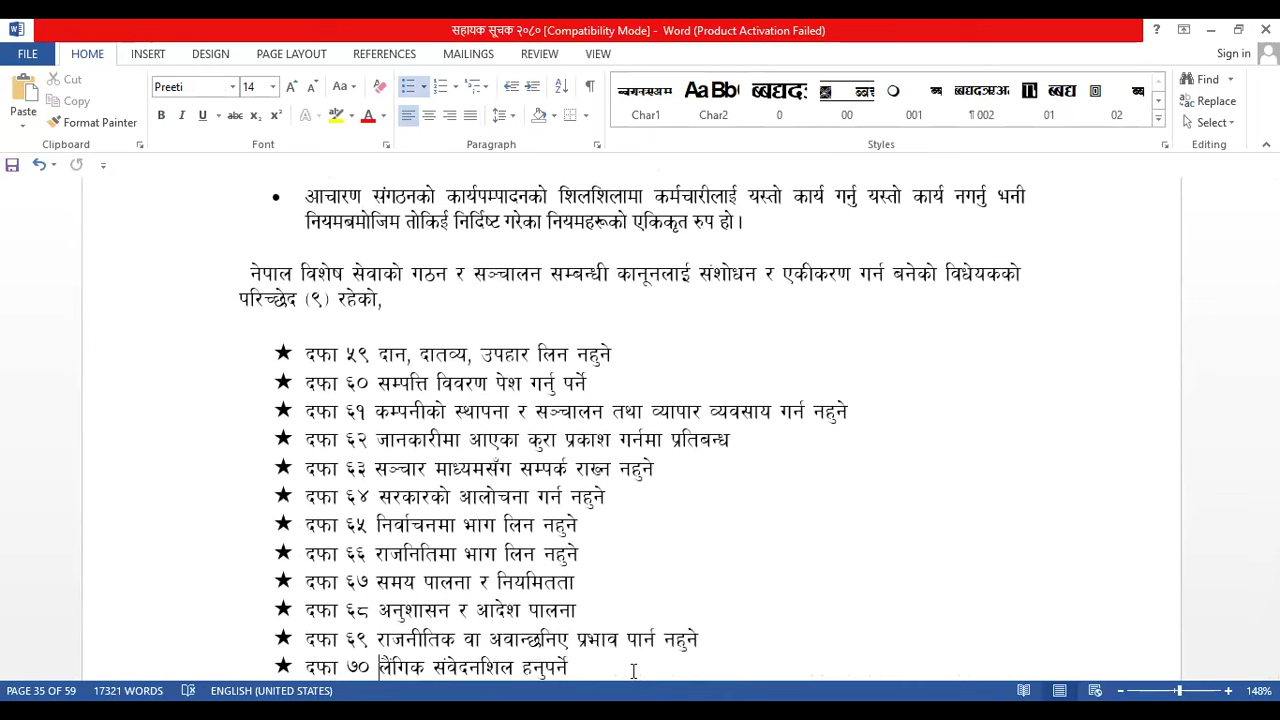 सहायक सूचक २०८० [Compatibility Mode] - Word (Product Activation Failed)
FILE HOME INSERT DESIGN PAGE LAYOUT REFERENCES MAILINGS REVIEW VIEW Sign in
Cut
Copy
Format Painter
Paste
Preeti 14
Find
Replace
Select
Char1 Char2 0 00 001 ¶ 002 01 02
Clipboard Font Paragraph Styles Editing
• आचारण संगठनको कार्यपम्पादनको शिलशिलामा कर्मचारीलाई यस्तो कार्य गर्नु यस्तो कार्य नगर्नु भनी
नियमबमोजिम तोकिई निर्दिष्ट गरेका नियमहरूको एकिकृत रुप हो।
नेपाल विशेष सेवाको गठन र सञ्चालन सम्बन्धी कानूनलाई संशोधन र एकीकरण गर्न बनेको विधेयकको
परिच्छेद (९) रहेको,
★ दफा ५९ दान, दातव्य, उपहार लिन नहुने
★ दफा ६० सम्पत्ति विवरण पेश गर्नु पर्ने
★ दफा ६१ कम्पनीको स्थापना र सञ्चालन तथा व्यापार व्यवसाय गर्न नहुने
★ दफा ६२ जानकारीमा आएका कुरा प्रकाश गर्नमा प्रतिबन्ध
★ दफा ६३ सञ्चार माध्यमसँग सम्पर्क राख्न नहुने
★ दफा ६४ सरकारको आलोचना गर्न नहुने
★ दफा ६५ निर्वाचनमा भाग लिन नहुने
★ दफा ६६ राजनितिमा भाग लिन नहुने
★ दफा ६७ समय पालना र नियमितता
★ दफा ६८ अनुशासन र आदेश पालना
★ दफा ६९ राजनीतिक वा अवान्छनिए प्रभाव पार्न नहुने
★ दफा ७० लैंगिक संवेदनशिल हनुपर्ने
PAGE 35 OF 59 17321 WORDS ENGLISH (UNITED STATES) 148%